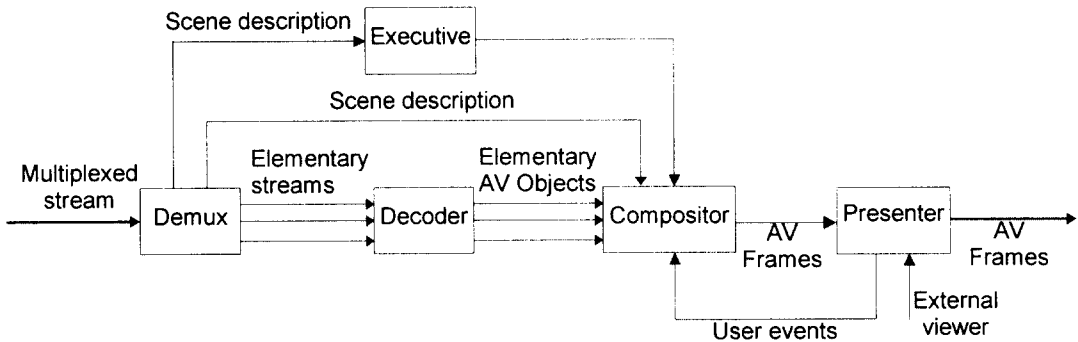 Scene description
Executive
Scene description
Multiplexed
stream
Elementary
streams
Elementary
AV Objects
Demux
Decoder
Compositor
Presenter
AV
Frames
AV
Frames
User events
External
viewer